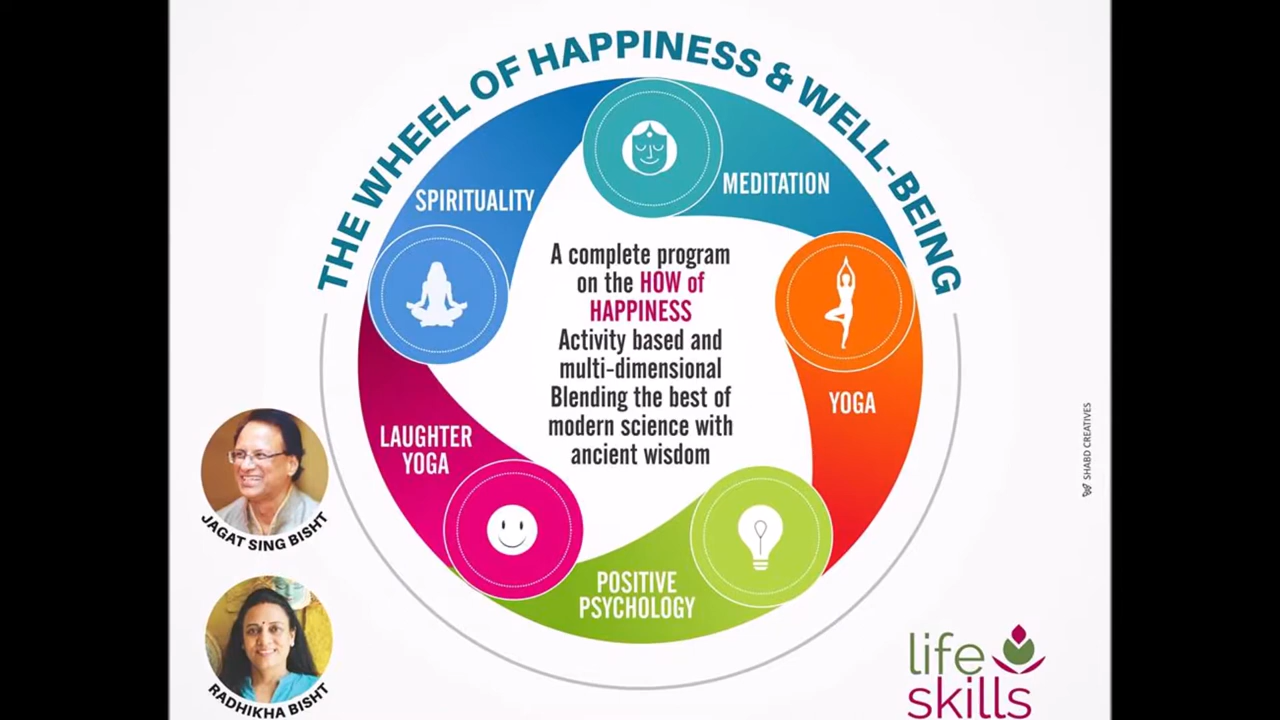 THE WHEEL OF HAPPINESS & WELL-BEING
SPIRITUALITY
MEDITATION
A complete program
on the HOW of
HAPPINESS
Activity based and
multi-dimensional
Blending the best of
modern science with
ancient wisdom
YOGA
LAUGHTER
YOGA
POSITIVE
PSYCHOLOGY
JAGAT SING BISHT
RADHIKHA BISHT
SHABD CREATIVES
life
skills